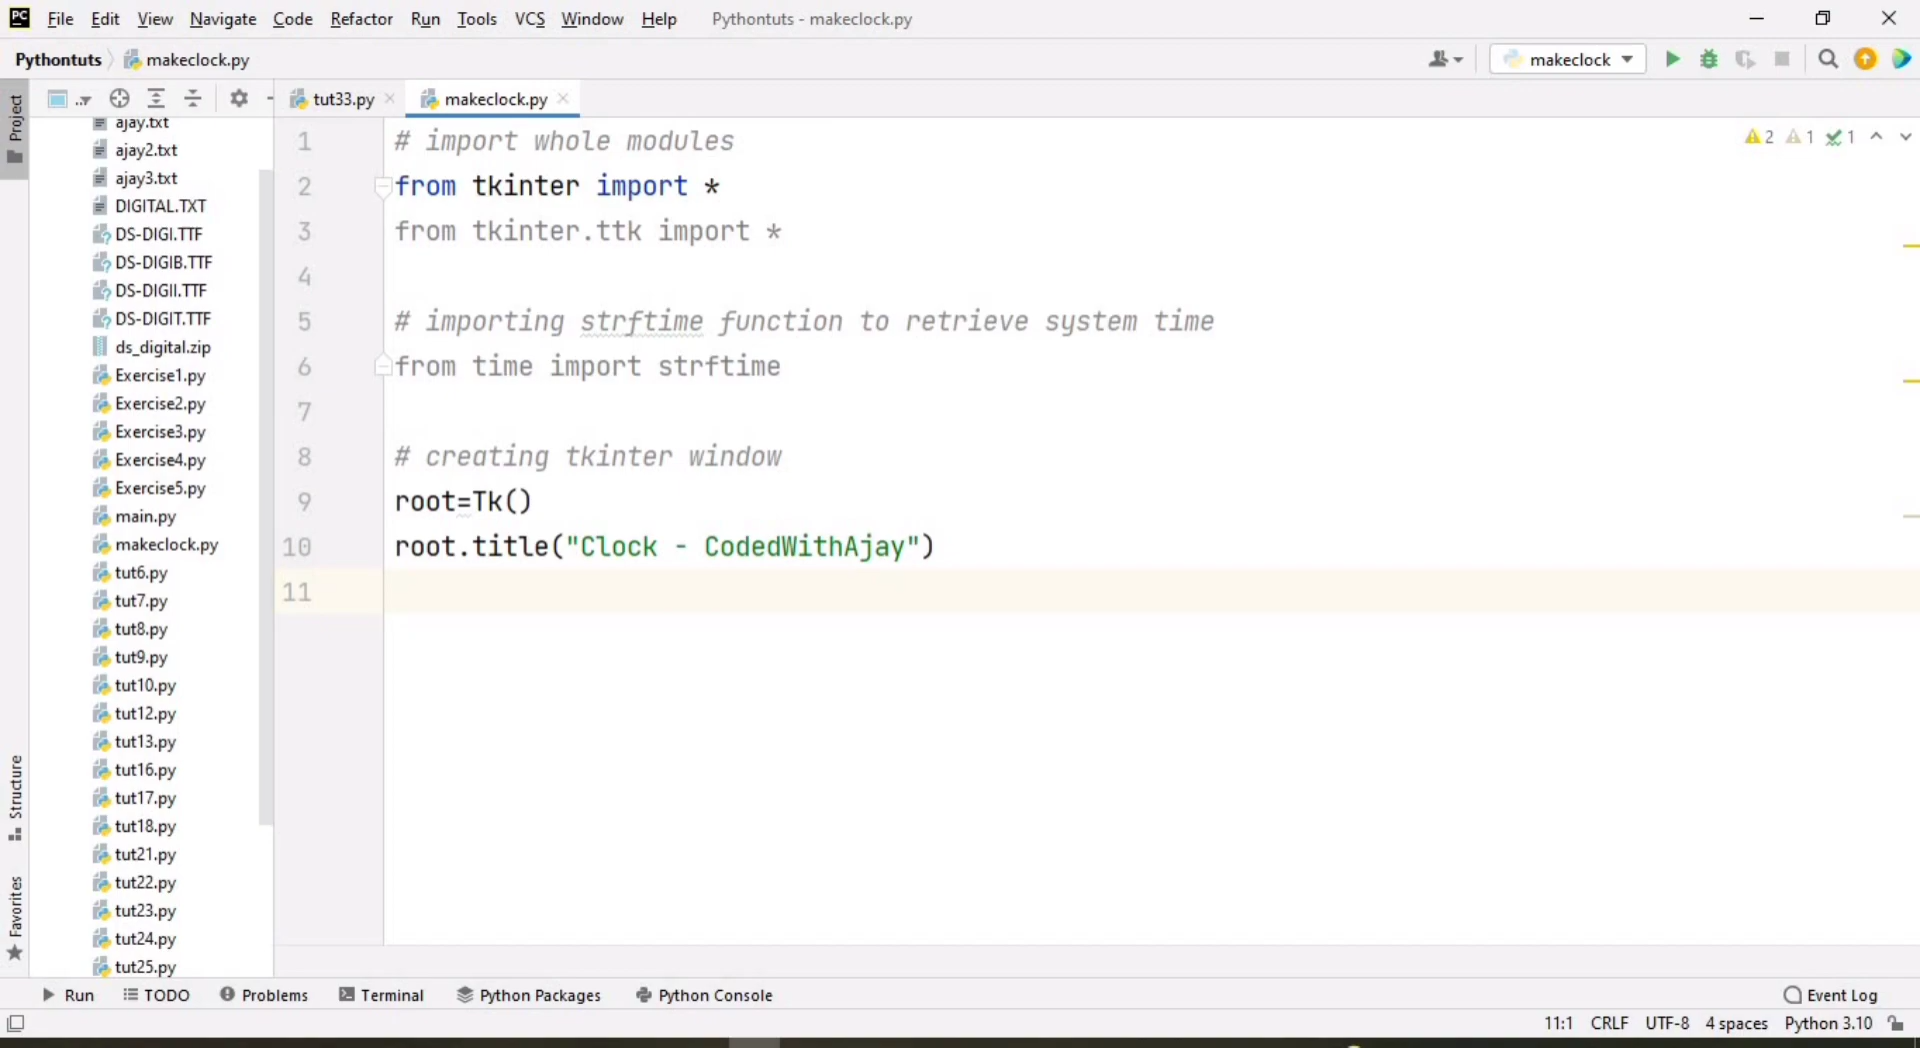 PC File Edit View Navigate Code Refactor Run Tools VCS Window Help Pythontuts - makeclock.py
Pythontuts makeclock.py makeclock
Project
tut33.py makeclock.py
ajay.txt
ajay2.txt
ajay3.txt
DIGITAL.TXT
DS-DIGI.TTF
DS-DIGIB.TTF
DS-DIGII.TTF
DS-DIGIT.TTF
ds_digital.zip
Exercise1.py
Exercise2.py
Exercise3.py
Exercise4.py
Exercise5.py
main.py
makeclock.py
tut6.py
tut7.py
tut8.py
tut9.py
tut10.py
tut12.py
tut13.py
tut16.py
tut17.py
tut18.py
tut21.py
tut22.py
tut23.py
tut24.py
tut25.py
1 # import whole modules
2 from tkinter import *
3 from tkinter.ttk import *
4
5 # importing strftime function to retrieve system time
6 from time import strftime
7
8 # creating tkinter window
9 root=Tk()
10 root.title("Clock - CodedWithAjay")
11
2 1 1
Structure
Favorites
Run TODO Problems Terminal Python Packages Python Console Event Log
11:1 CRLF UTF-8 4 spaces Python 3.10